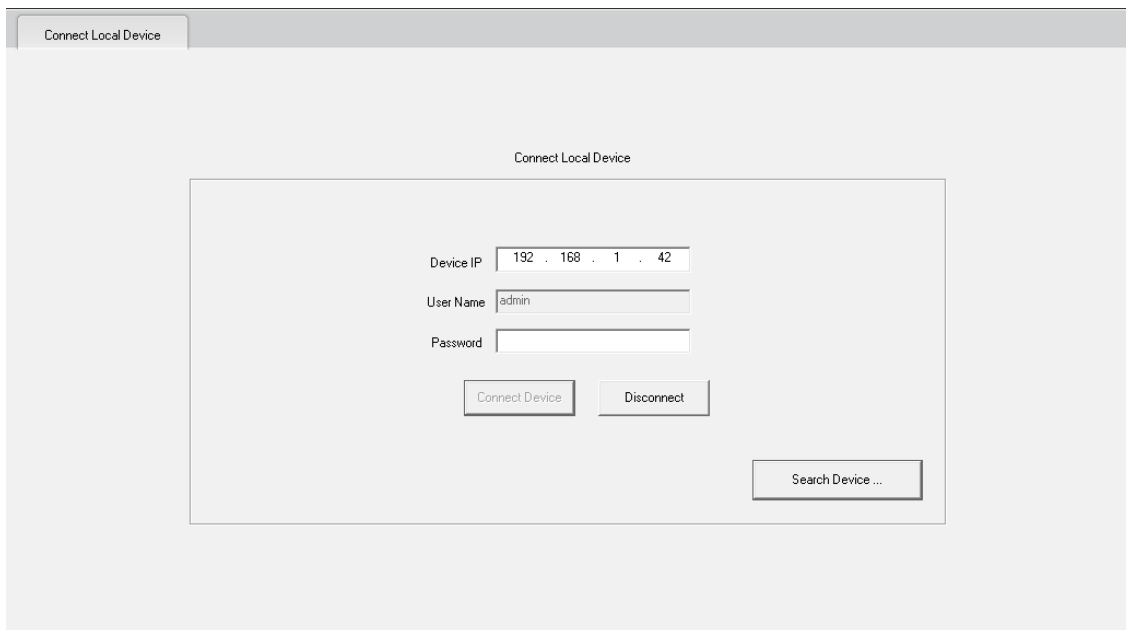 Connect Local Device
Connect Local Device
Device IP 192 . 168 . 1 . 42
User Name admin
Password
Connect Device Disconnect
Search Device ...